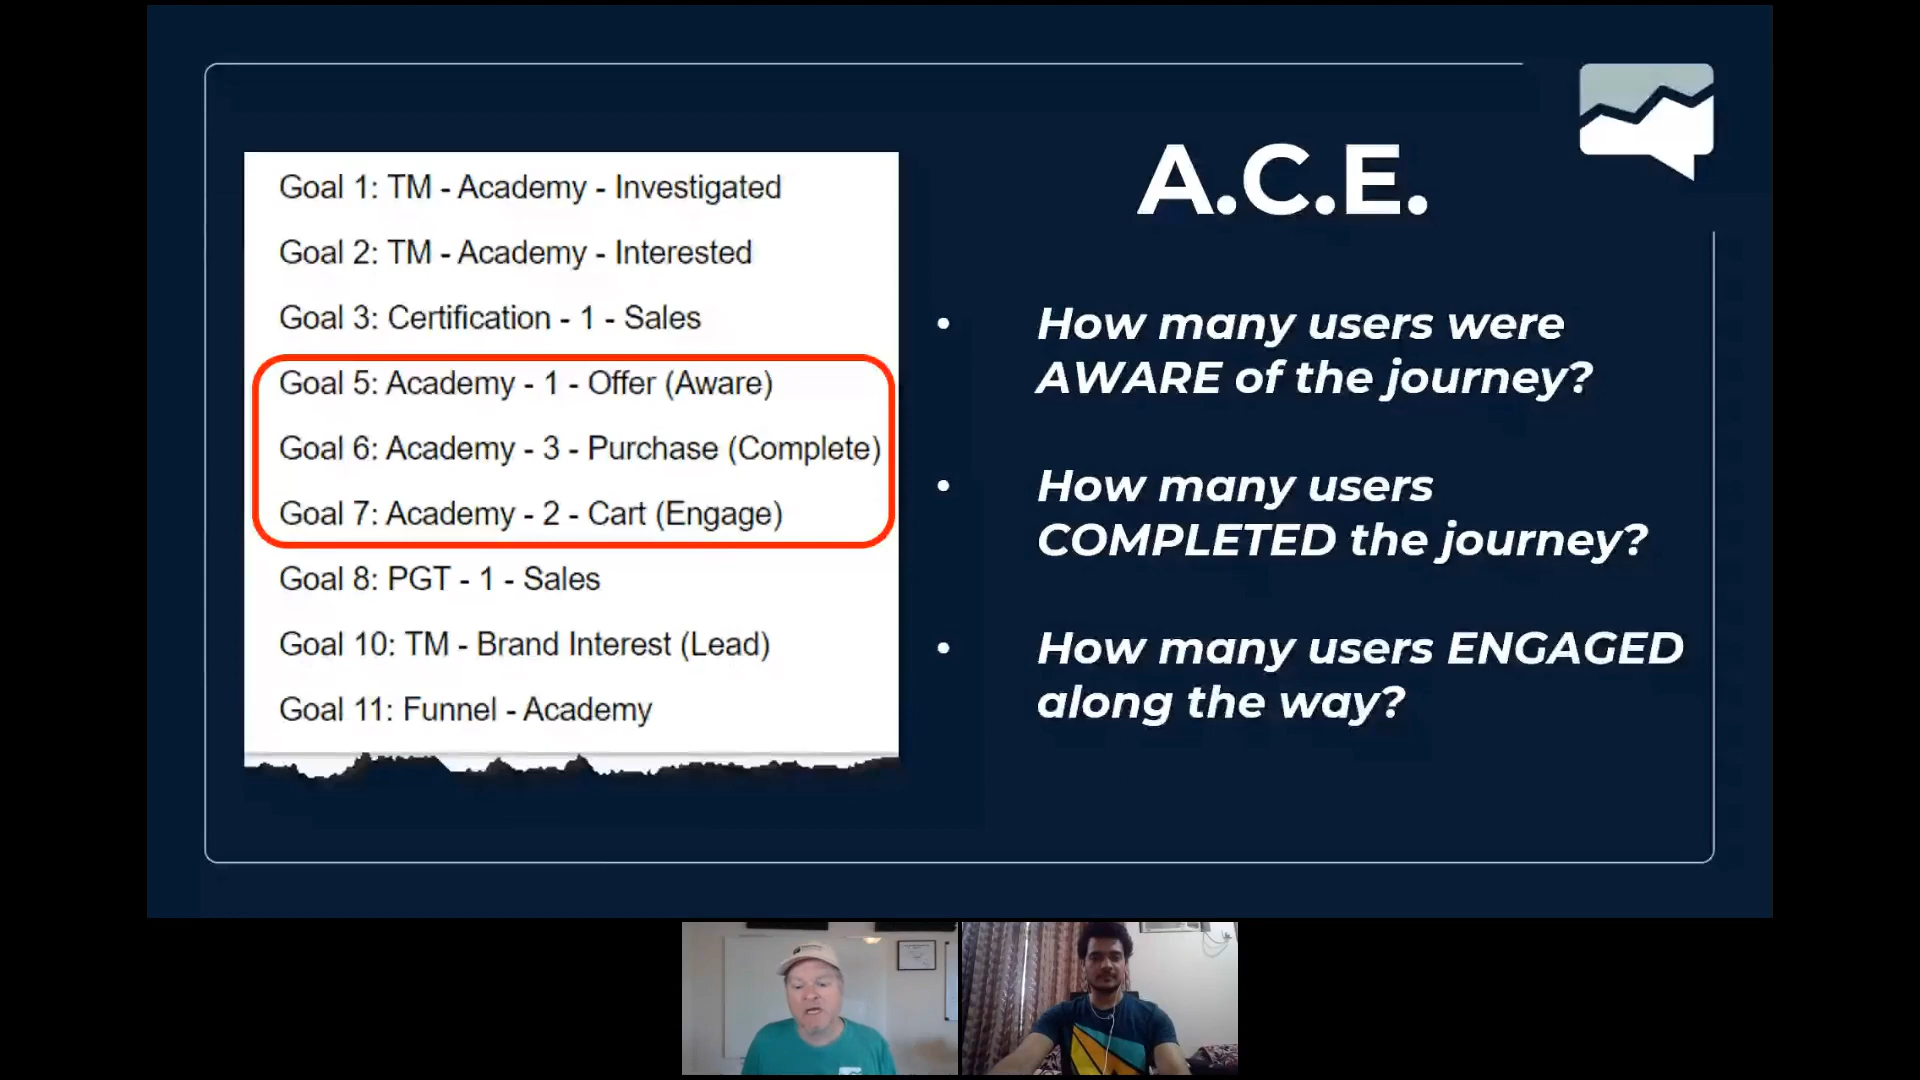 Goal 1: TM - Academy - Investigated
Goal 2: TM - Academy - Interested
Goal 3: Certification - 1 - Sales
Goal 5: Academy - 1 - Offer (Aware)
Goal 6: Academy - 3 - Purchase (Complete)
Goal 7: Academy - 2 - Cart (Engage)
Goal 8: PGT - 1 - Sales
Goal 10: TM - Brand Interest (Lead)
Goal 11: Funnel - Academy
A.C.E.
• How many users were
AWARE of the journey?
• How many users
COMPLETED the journey?
• How many users ENGAGED
along the way?